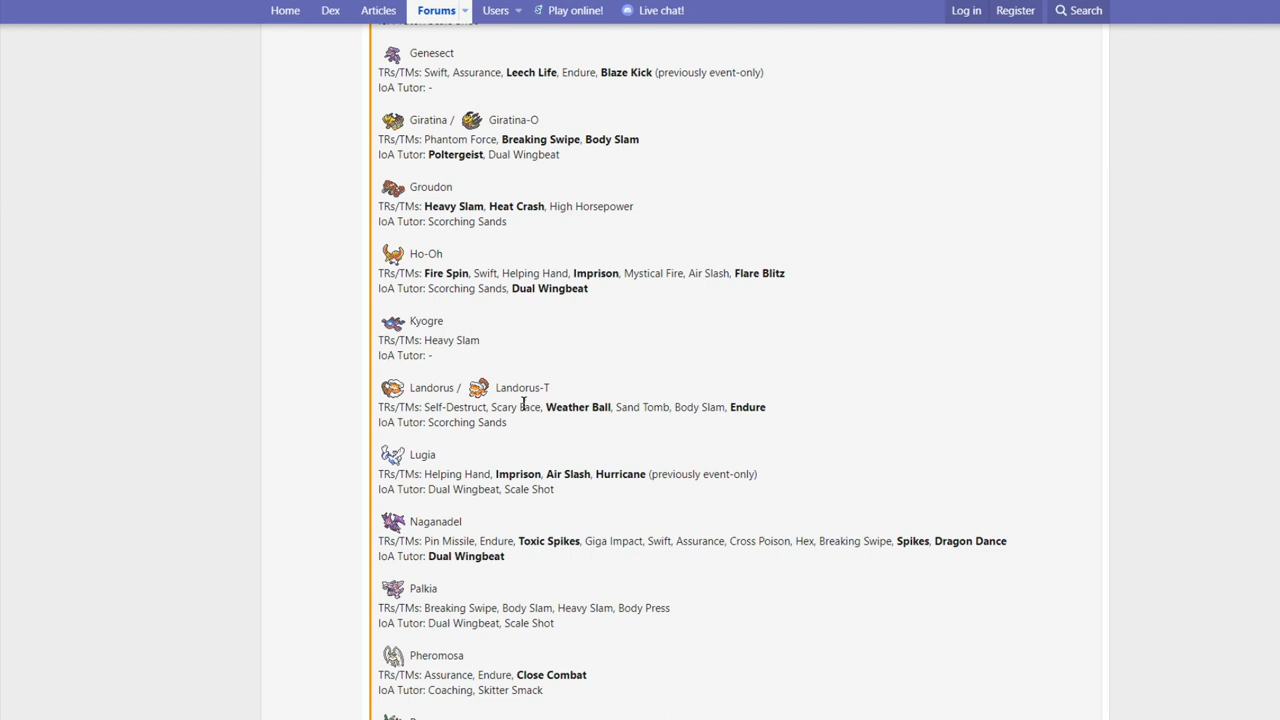 Home Dex Articles Forums Users Play online! Live chat! Log in Register Search
Genesect
TRs/TMs: Swift, Assurance, Leech Life, Endure, Blaze Kick (previously event-only)
IoA Tutor: -
Giratina / Giratina-O
TRs/TMs: Phantom Force, Breaking Swipe, Body Slam
IoA Tutor: Poltergeist, Dual Wingbeat
Groudon
TRs/TMs: Heavy Slam, Heat Crash, High Horsepower
IoA Tutor: Scorching Sands
Ho-Oh
TRs/TMs: Fire Spin, Swift, Helping Hand, Imprison, Mystical Fire, Air Slash, Flare Blitz
IoA Tutor: Scorching Sands, Dual Wingbeat
Kyogre
TRs/TMs: Heavy Slam
IoA Tutor: -
Landorus / Landorus-T
TRs/TMs: Self-Destruct, Scary Face, Weather Ball, Sand Tomb, Body Slam, Endure
IoA Tutor: Scorching Sands
Lugia
TRs/TMs: Helping Hand, Imprison, Air Slash, Hurricane (previously event-only)
IoA Tutor: Dual Wingbeat, Scale Shot
Naganadel
TRs/TMs: Pin Missile, Endure, Toxic Spikes, Giga Impact, Swift, Assurance, Cross Poison, Hex, Breaking Swipe, Spikes, Dragon Dance
IoA Tutor: Dual Wingbeat
Palkia
TRs/TMs: Breaking Swipe, Body Slam, Heavy Slam, Body Press
IoA Tutor: Dual Wingbeat, Scale Shot
Pheromosa
TRs/TMs: Assurance, Endure, Close Combat
IoA Tutor: Coaching, Skitter Smack